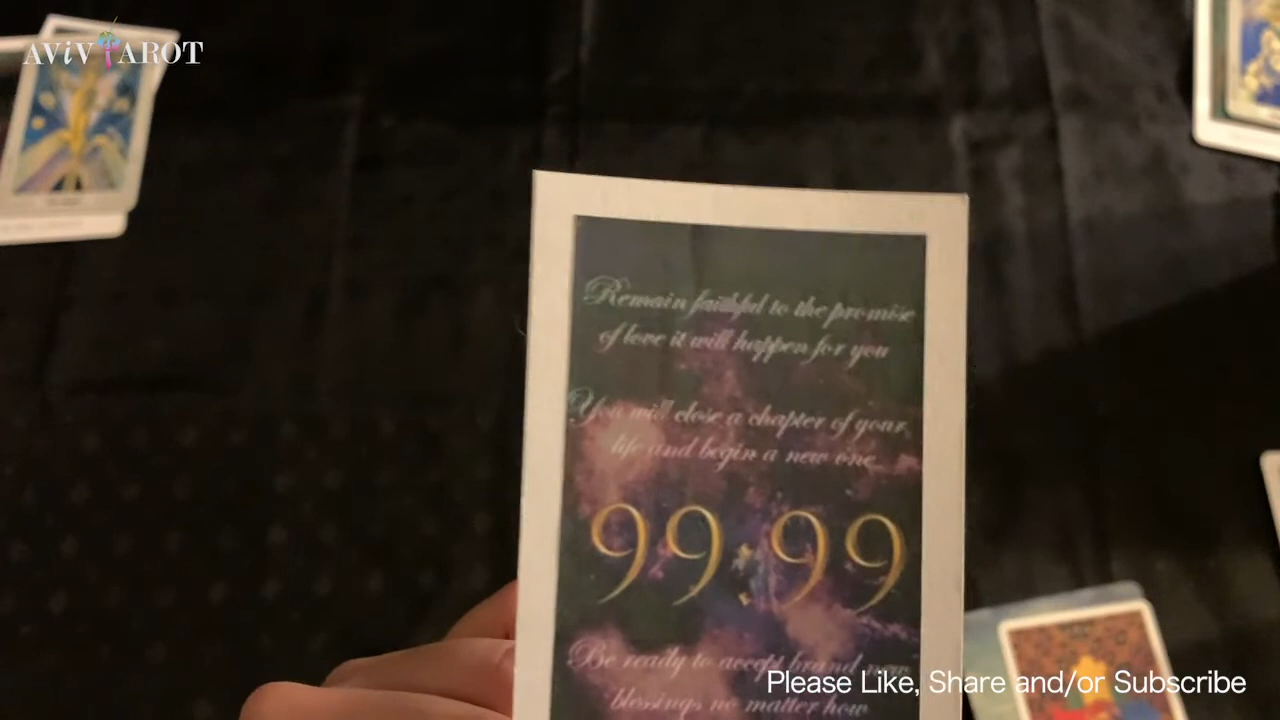 AViV TAROT
Remain faithful to the promise
of love it will happen for you
You will close a chapter of your
life and begin a new one
99:99
Be ready to accept brand new
blessings no matter how
Please Like, Share and/or Subscribe